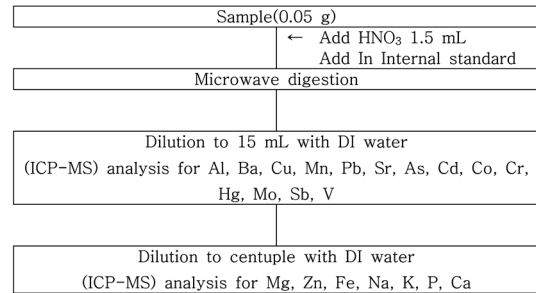 Sample(0.05 g)
← Add HNO₃ 1.5 mL
Add In Internal standard
Microwave digestion
Dilution to 15 mL with DI water
(ICP-MS) analysis for Al, Ba, Cu, Mn, Pb, Sr, As, Cd, Co, Cr,
Hg, Mo, Sb, V
Dilution to centuple with DI water
(ICP-MS) analysis for Mg, Zn, Fe, Na, K, P, Ca